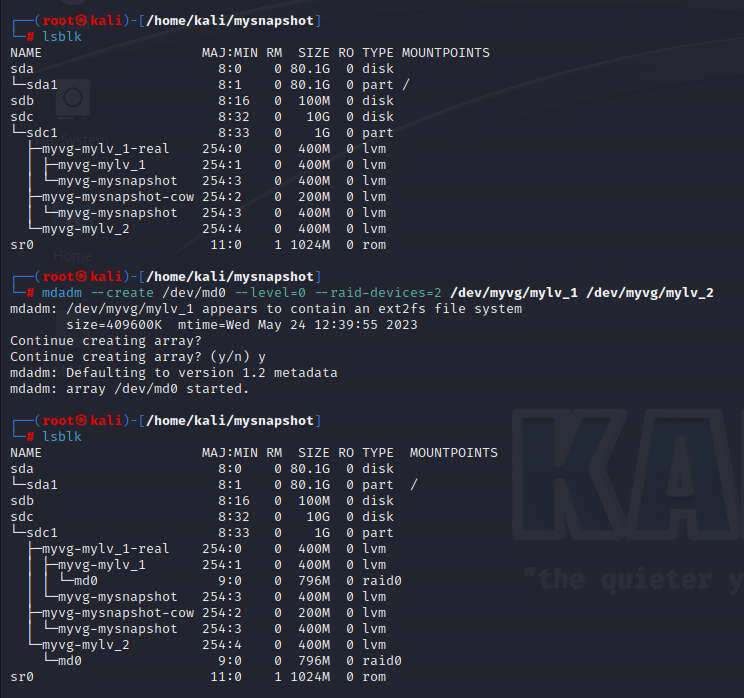 ┌──(root㉿kali)-[/home/kali/mysnapshot]
└─# lsblk
NAME                    MAJ:MIN RM  SIZE RO TYPE MOUNTPOINTS
sda                       8:0    0 80.1G  0 disk
└─sda1                    8:1    0 80.1G  0 part /
sdb                       8:16   0  100M  0 disk
sdc                       8:32   0   10G  0 disk
└─sdc1                    8:33   0    1G  0 part
  ├─myvg-mylv_1-real    254:0    0  400M  0 lvm
  │ ├─myvg-mylv_1       254:1    0  400M  0 lvm
  │ └─myvg-mysnapshot   254:3    0  400M  0 lvm
  ├─myvg-mysnapshot-cow 254:2    0  200M  0 lvm
  │ └─myvg-mysnapshot   254:3    0  400M  0 lvm
  └─myvg-mylv_2         254:4    0  400M  0 lvm
sr0                      11:0    1 1024M  0 rom
Home
┌──(root㉿kali)-[/home/kali/mysnapshot]
└─# mdadm --create /dev/md0 --level=0 --raid-devices=2 /dev/myvg/mylv_1 /dev/myvg/mylv_2
mdadm: /dev/myvg/mylv_1 appears to contain an ext2fs file system
       size=409600K  mtime=Wed May 24 12:39:55 2023
Continue creating array?
Continue creating array? (y/n) y
mdadm: Defaulting to version 1.2 metadata
mdadm: array /dev/md0 started.
┌──(root㉿kali)-[/home/kali/mysnapshot]
└─# lsblk
NAME                    MAJ:MIN RM  SIZE RO TYPE  MOUNTPOINTS
sda                       8:0    0 80.1G  0 disk
└─sda1                    8:1    0 80.1G  0 part  /
sdb                       8:16   0  100M  0 disk
sdc                       8:32   0   10G  0 disk
└─sdc1                    8:33   0    1G  0 part
  ├─myvg-mylv_1-real    254:0    0  400M  0 lvm
  │ ├─myvg-mylv_1       254:1    0  400M  0 lvm
  │ │ └─md0               9:0    0  796M  0 raid0
  │ └─myvg-mysnapshot   254:3    0  400M  0 lvm
  ├─myvg-mysnapshot-cow 254:2    0  200M  0 lvm
  │ └─myvg-mysnapshot   254:3    0  400M  0 lvm
  └─myvg-mylv_2         254:4    0  400M  0 lvm
    └─md0                 9:0    0  796M  0 raid0
sr0                      11:0    1 1024M  0 rom
KA
"the quieter y